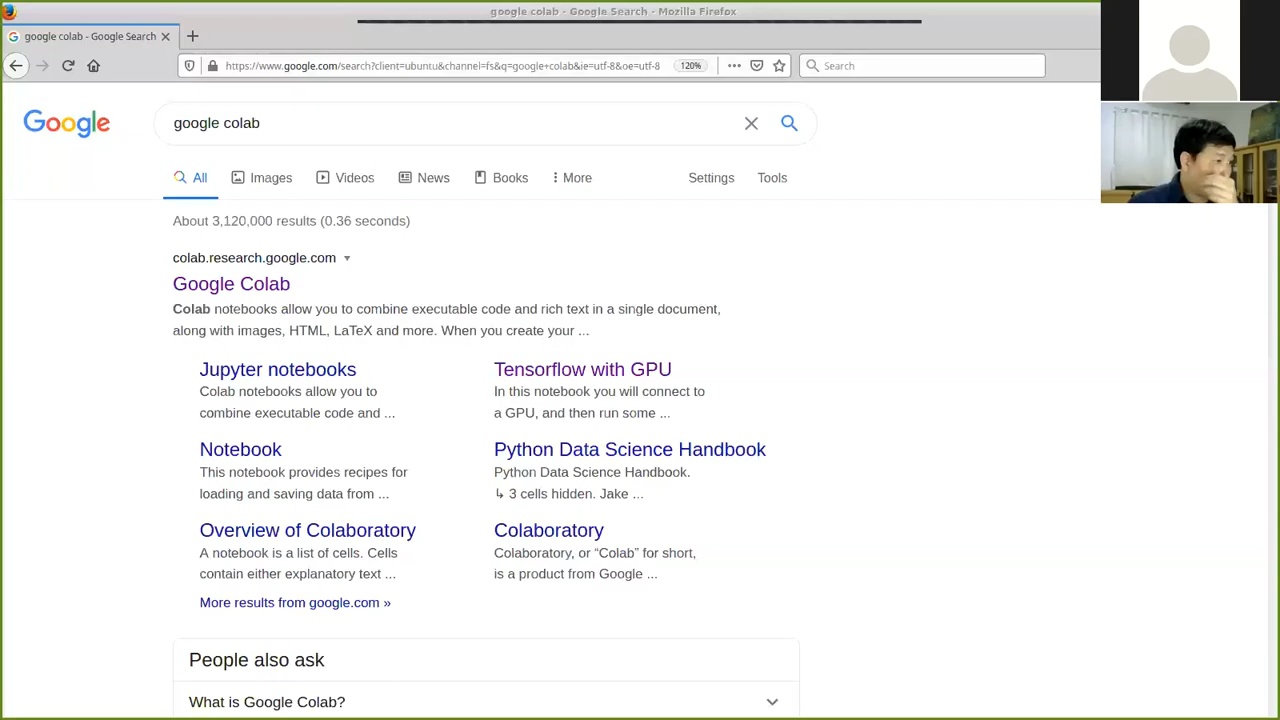 google colab - Google Search - Mozilla Firefox
google colab - Google Search
https://www.google.com/search?client=ubuntu&channel=fs&q=google+colab&ie=utf-8&oe=utf-8
120%
Search
Google
google colab
All
Images
Videos
News
Books
More
Settings
Tools
About 3,120,000 results (0.36 seconds)
colab.research.google.com
Google Colab
Colab notebooks allow you to combine executable code and rich text in a single document,
along with images, HTML, LaTeX and more. When you create your ...
Jupyter notebooks
Colab notebooks allow you to
combine executable code and ...
Tensorflow with GPU
In this notebook you will connect to
a GPU, and then run some ...
Notebook
This notebook provides recipes for
loading and saving data from ...
Python Data Science Handbook
Python Data Science Handbook.
↳ 3 cells hidden. Jake ...
Overview of Colaboratory
A notebook is a list of cells. Cells
contain either explanatory text ...
Colaboratory
Colaboratory, or “Colab” for short,
is a product from Google ...
More results from google.com »
People also ask
What is Google Colab?